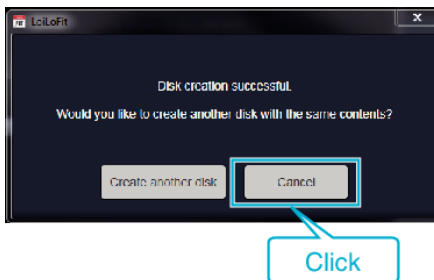 LoiLoFit
x
Disk creation successful.
Would you like to create another disk with the same contents?
Create another disk
Cancel
Click